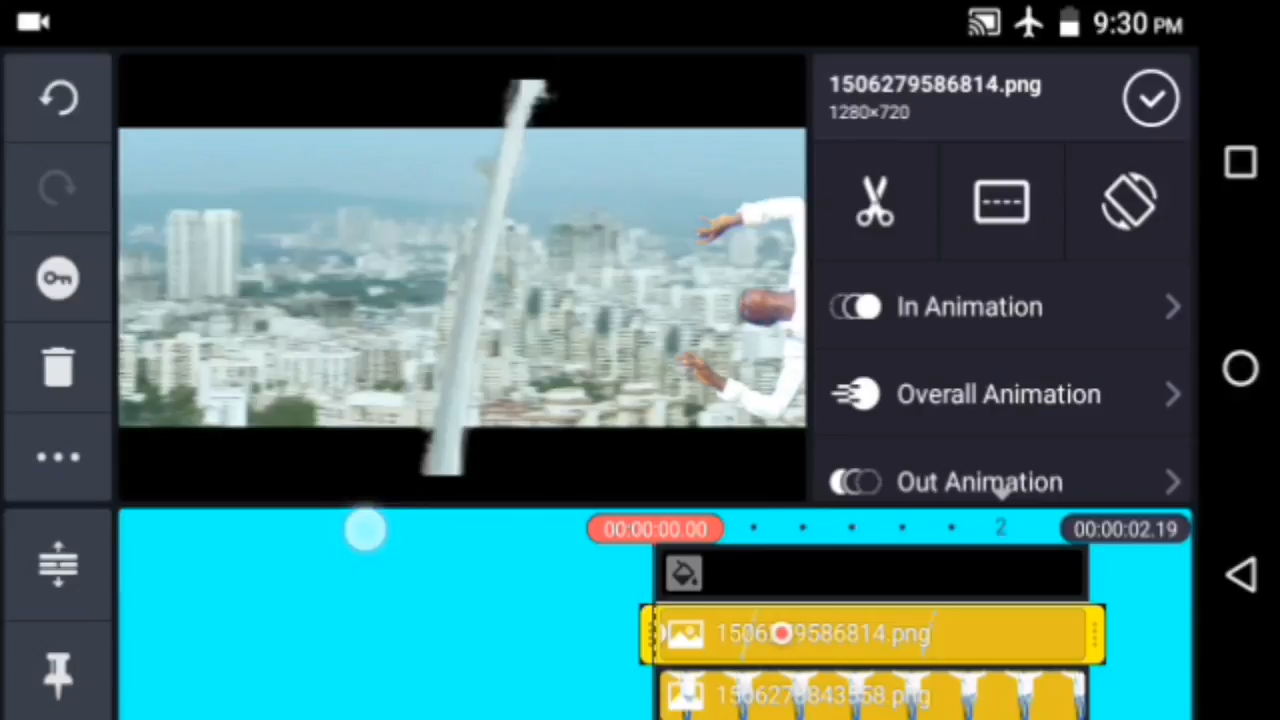 9:30 PM
1506279586814.png
1280×720
In Animation
Overall Animation
Out Animation
00:00:00.00
2
00:00:02.19
1506279586814.png
1506278843558.png